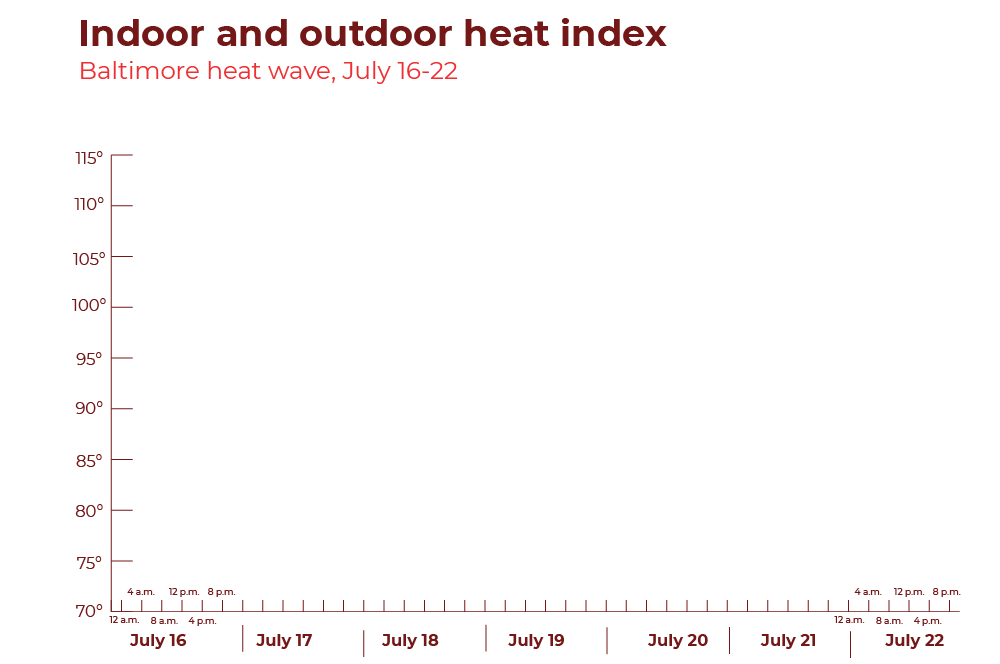 Indoor and outdoor heat index
Baltimore heat wave, July 16-22
115°
110°
105°
100°
95°
90°
85°
80°
75°
4 a.m. 12 p.m. 8 p.m. 4 a.m. 12 p.m. 8 p.m.
70°
12 a.m. 8 a.m. 4 p.m. 12 a.m. 8 a.m. 4 p.m.
July 16 July 17 July 18 July 19 July 20 July 21 July 22